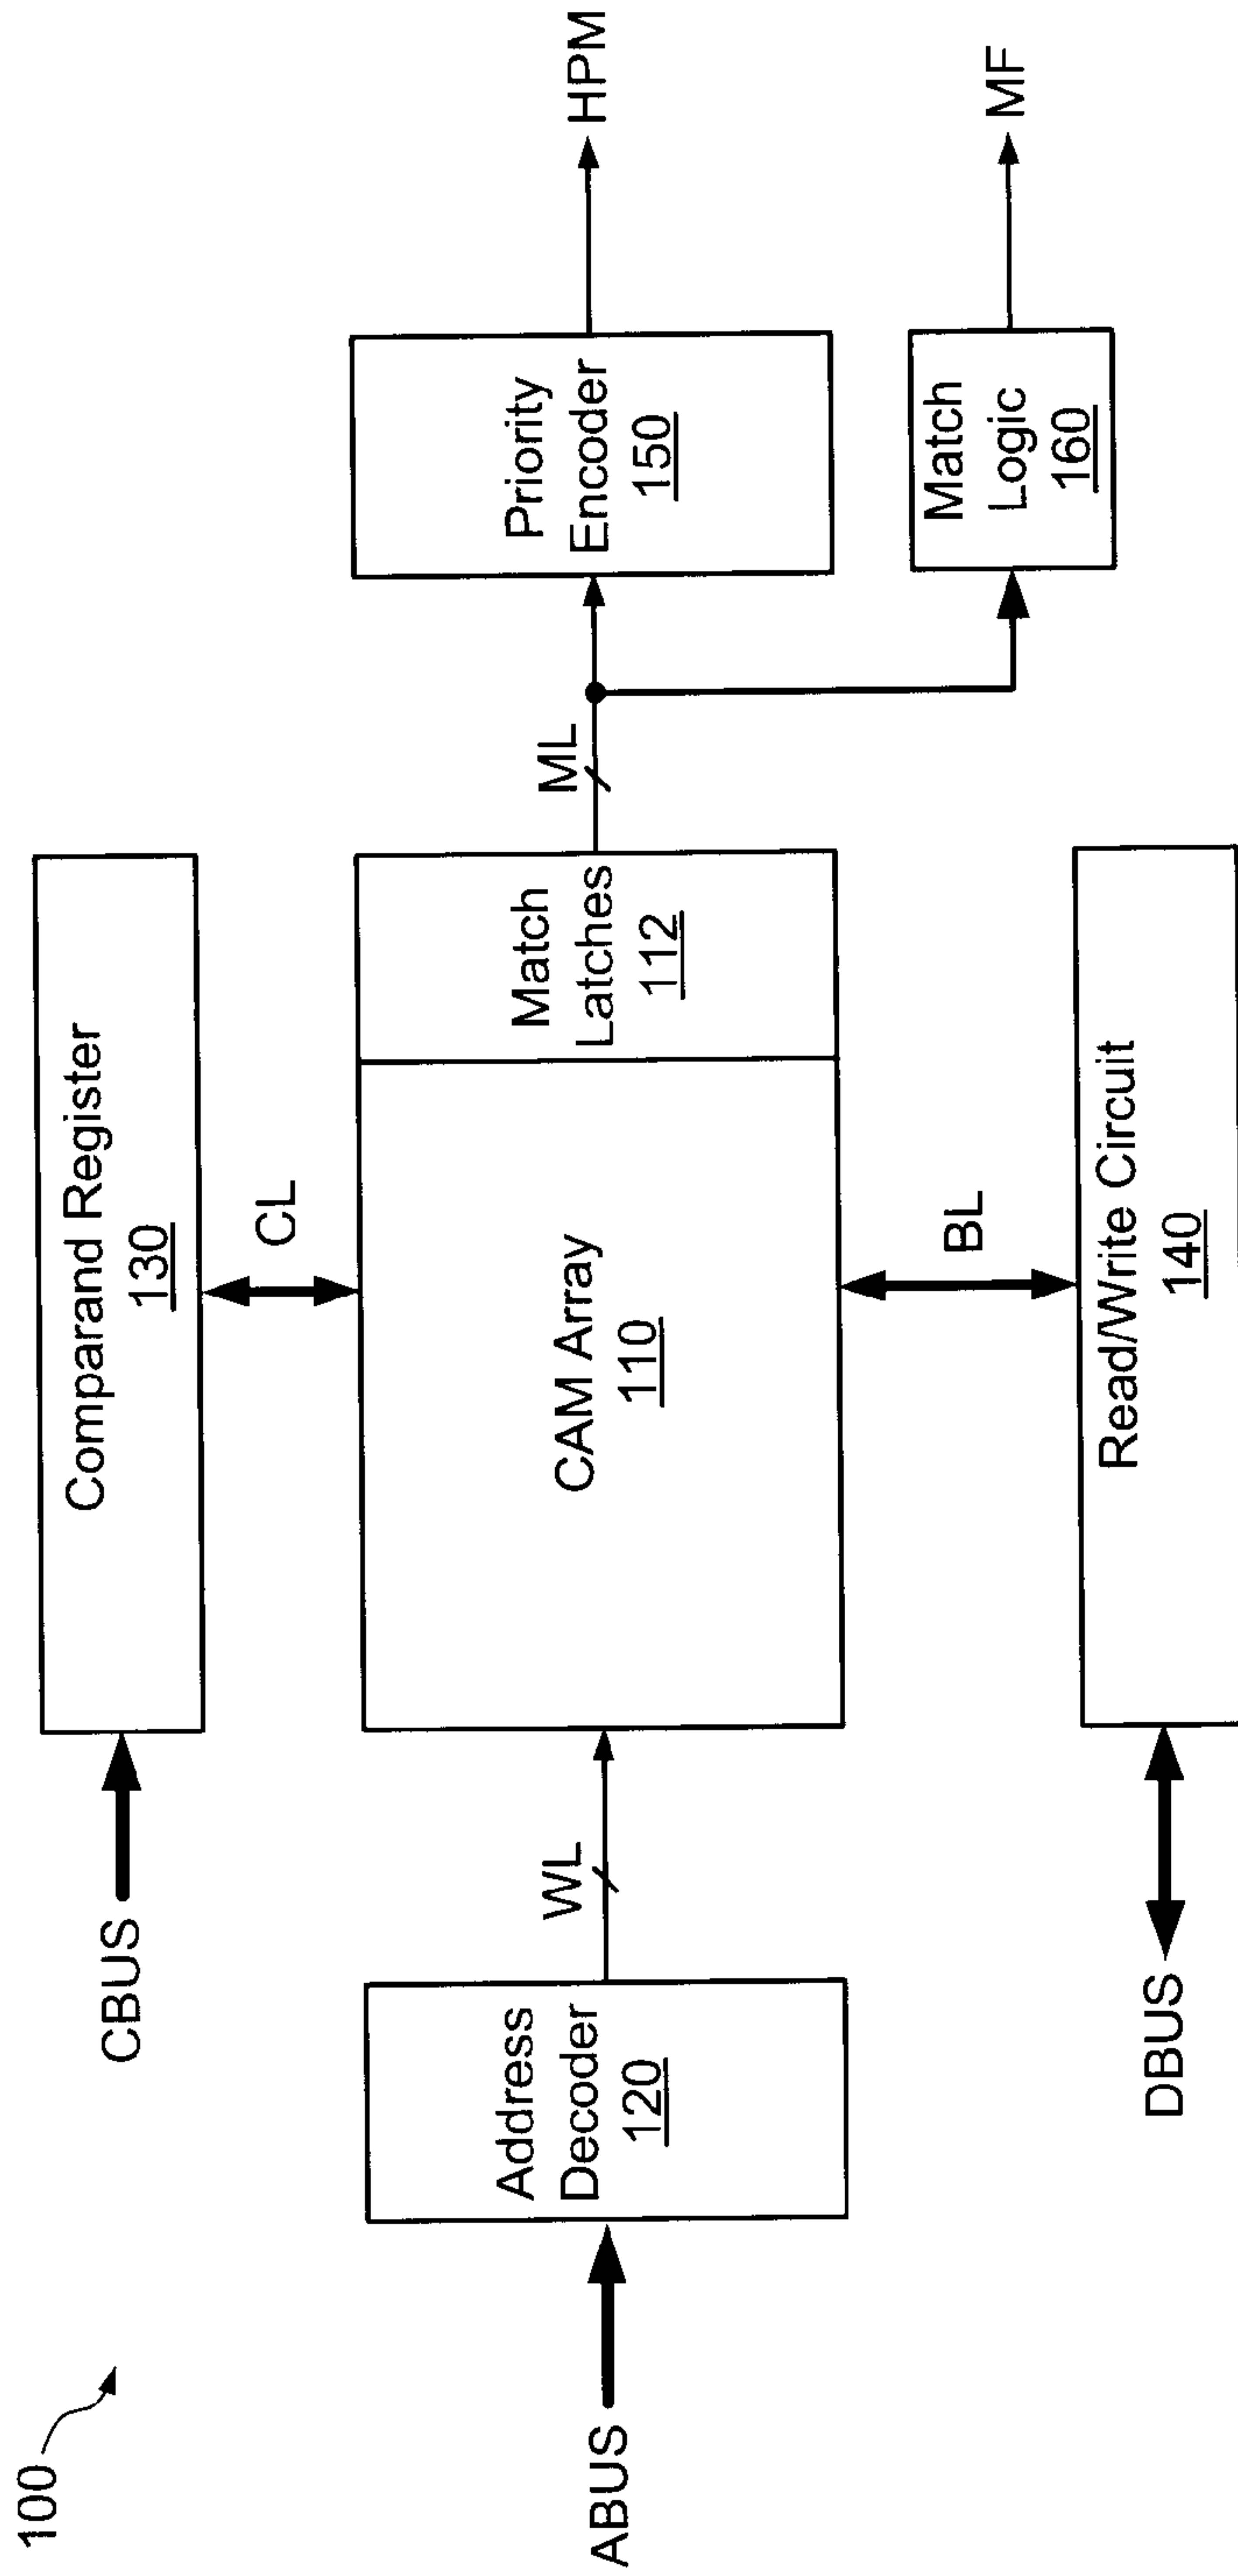 100
CBUS
Comparand Register
130
CL
ABUS
Address
Decoder
120
WL
CAM Array
110
Match
Latches
112
ML
Priority
Encoder
150
HPM
Match
Logic
160
MF
BL
DBUS
Read/Write Circuit
140